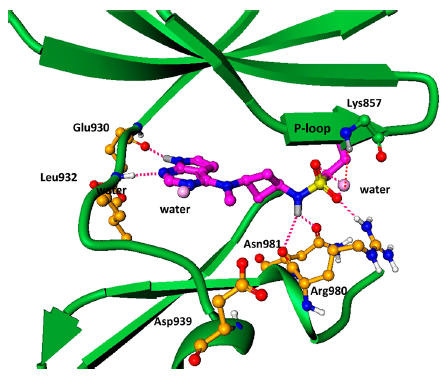 Lys857
P-loop
Glu930
Leu932
water
water
water
Asn981
Arg980
Asp939